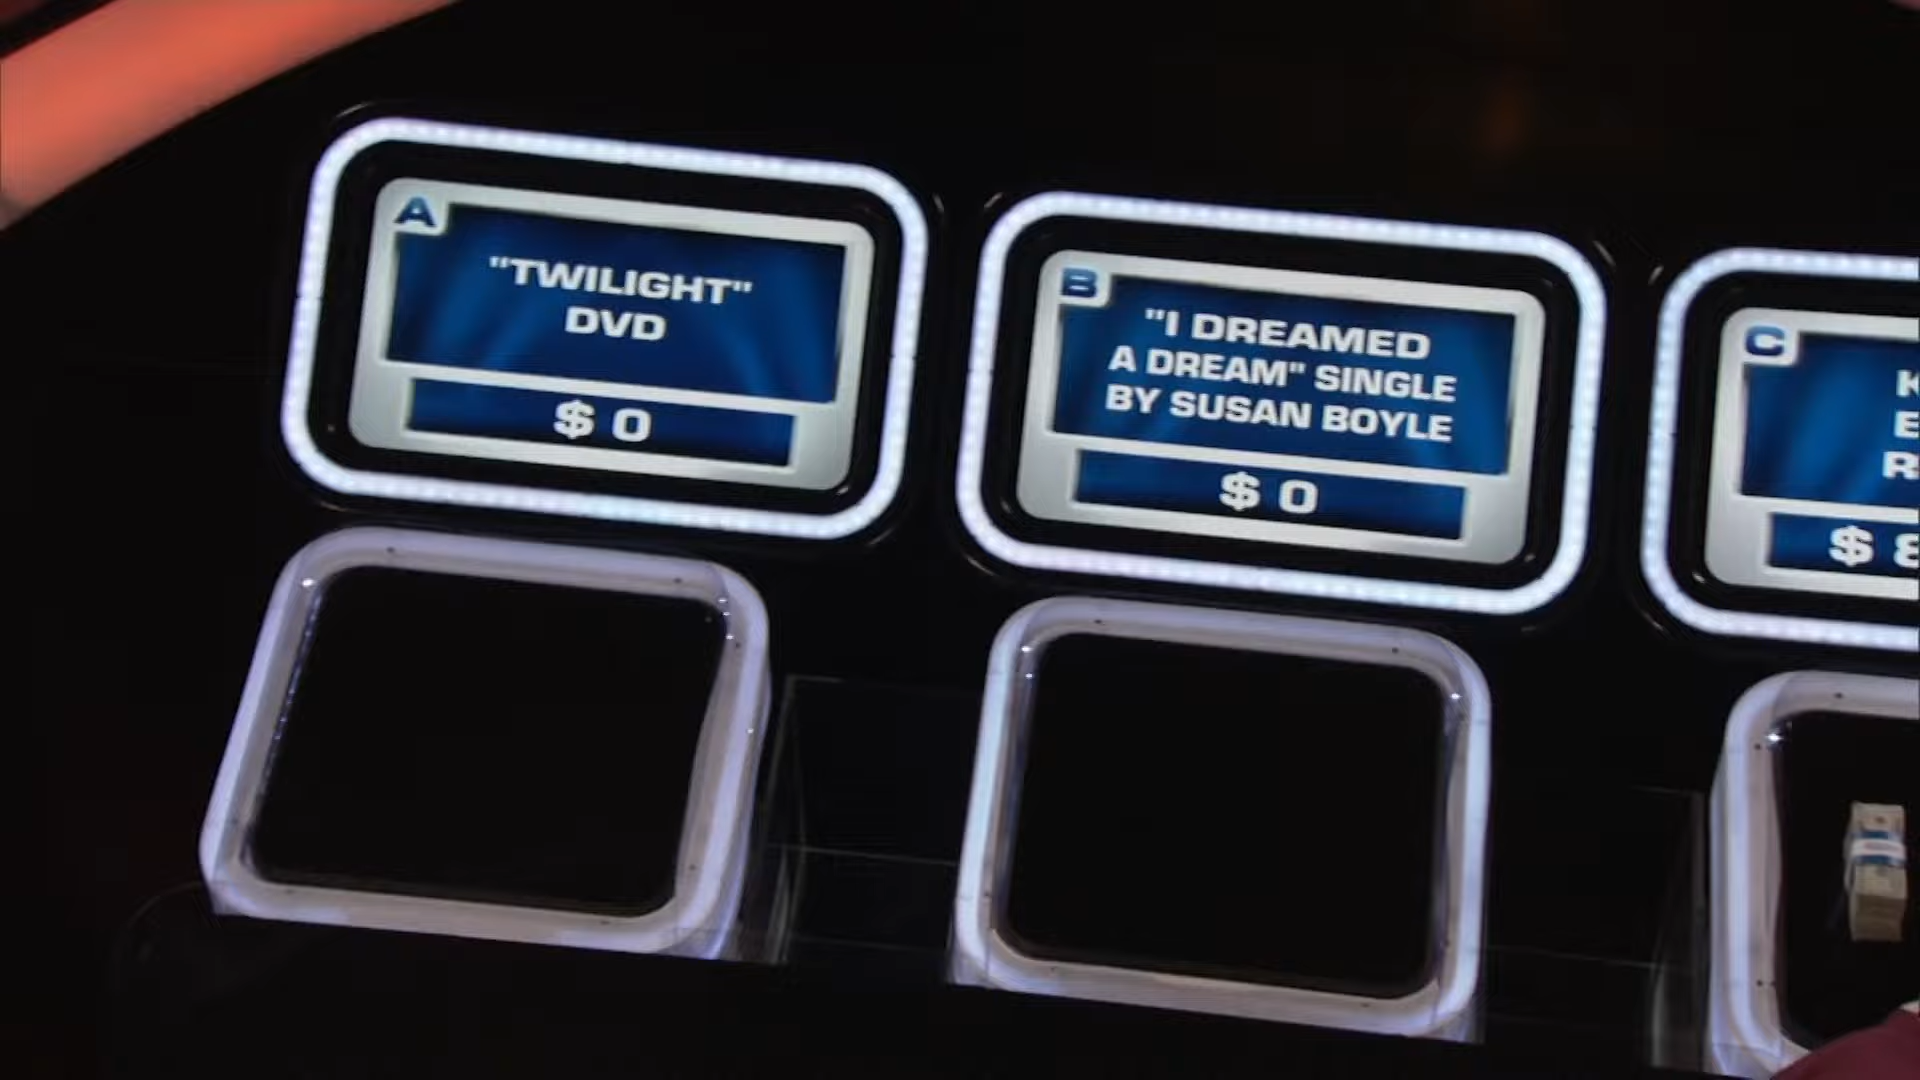 A
"TWILIGHT"
DVD
$ 0
B
"I DREAMED
A DREAM" SINGLE
BY SUSAN BOYLE
$ 0
C
$